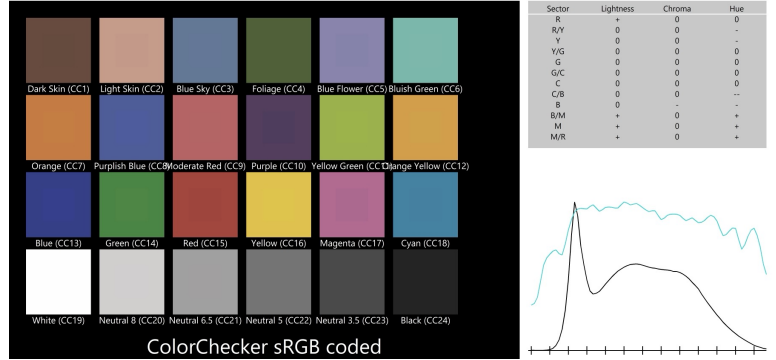 Dark Skin (CC1) Light Skin (CC2) Blue Sky (CC3) Foliage (CC4) Blue Flower (CC5) Bluish Green (CC6)
Orange (CC7) Purplish Blue (CC8) Moderate Red (CC9) Purple (CC10) Yellow Green (CC11) Orange Yellow (CC12)
Blue (CC13) Green (CC14) Red (CC15) Yellow (CC16) Magenta (CC17) Cyan (CC18)
White (CC19) Neutral 8 (CC20) Neutral 6.5 (CC21) Neutral 5 (CC22) Neutral 3.5 (CC23) Black (CC24)
ColorChecker sRGB coded
Sector Lightness Chroma Hue
R + 0 0
R/Y 0 0 -
Y 0 0 -
Y/G 0 0 0
G 0 0 0
G/C 0 0 0
C 0 0 0
C/B 0 0 --
B 0 - -
B/M + 0 +
M + 0 +
M/R + 0 +